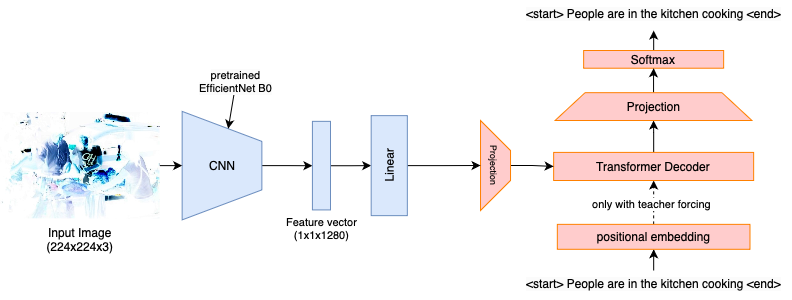 <start> People are in the kitchen cooking <end>
Softmax
pretrained
EfficientNet B0
Projection
CNN
Linear
Projection
Transformer Decoder
only with teacher forcing
Feature vector
(1x1x1280)
Input Image
(224x224x3)
positional embedding
<start> People are in the kitchen cooking <end>